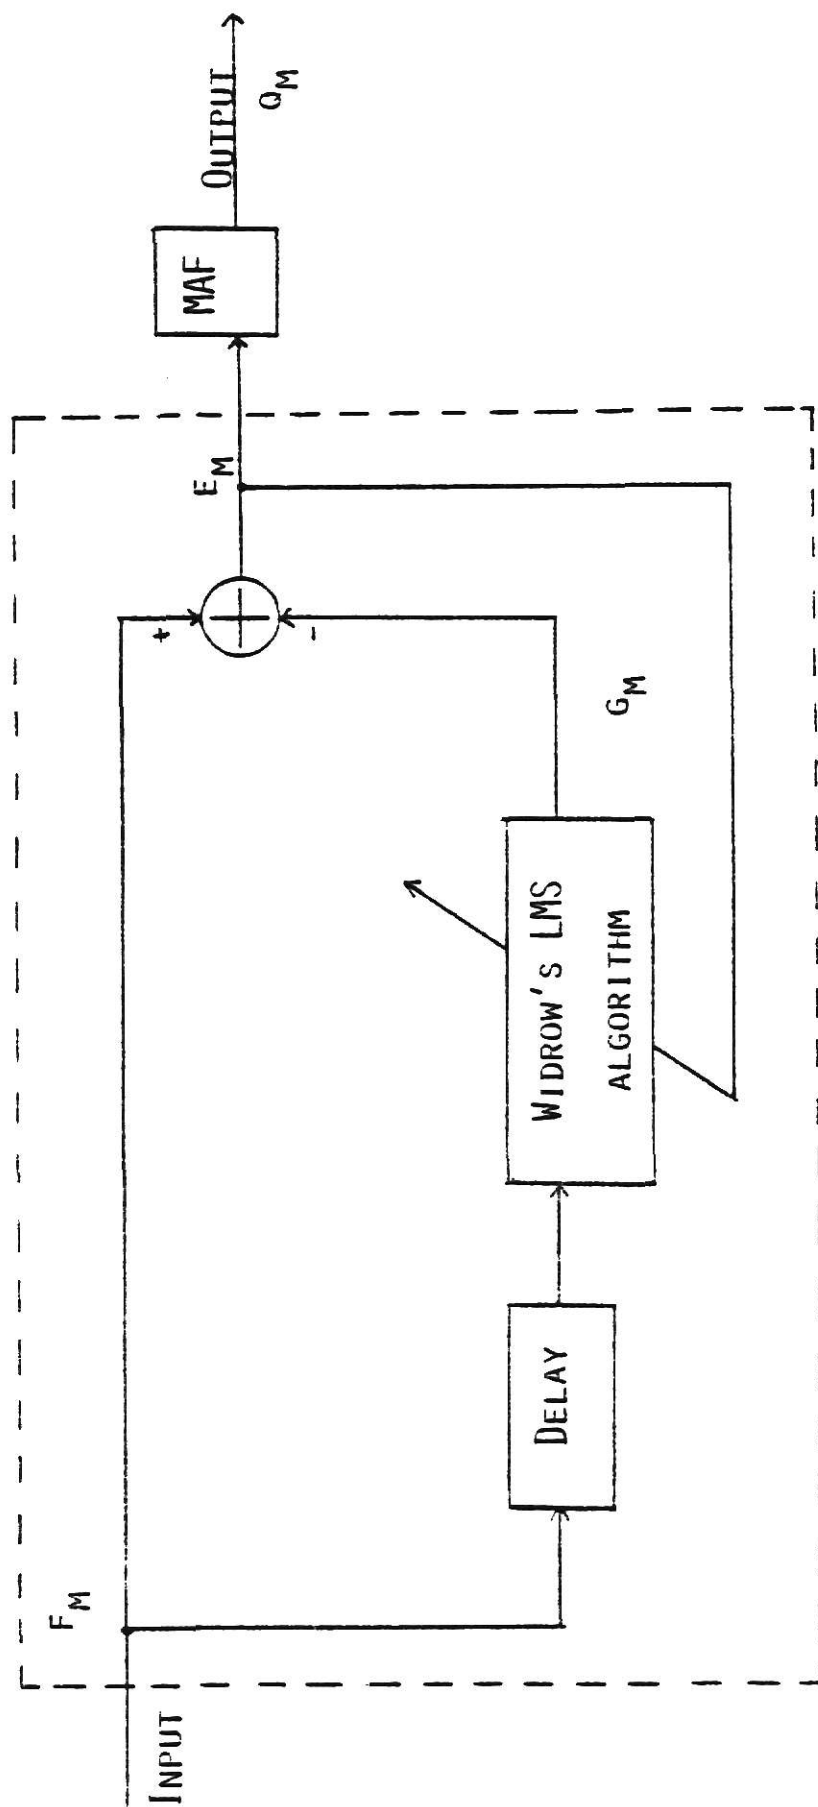 INPUT
F_M
DELAY
WIDROW'S LMS
ALGORITHM
G_M
+
-
E_M
MAF
OUTPUT
Q_M